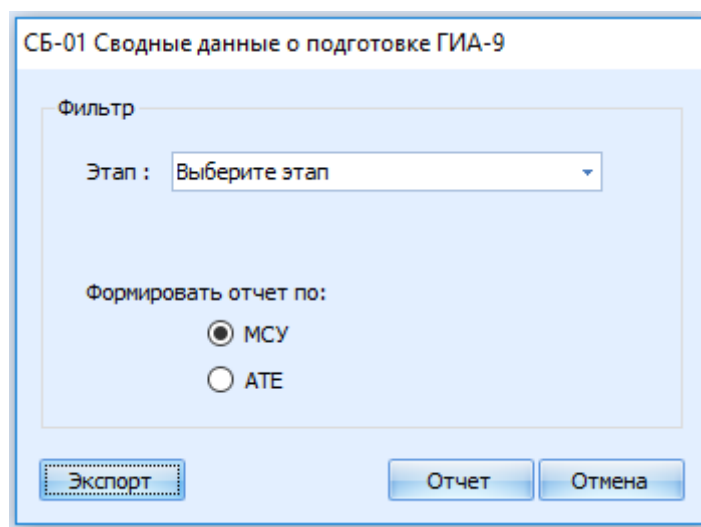 СБ-01 Сводные данные о подготовке ГИА-9
Фильтр
Этап : Выберите этап
Формировать отчет по:
МСУ
АТЕ
Экспорт Отчет Отмена